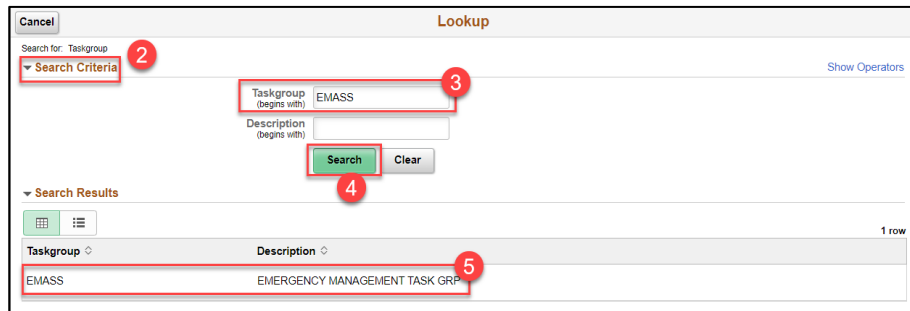 Cancel
Lookup
Search for: Taskgroup
2
Search Criteria
Show Operators
3
Taskgroup
(begins with)
EMASS
Description
(begins with)
Search
Clear
4
Search Results
1 row
Taskgroup
Description
5
EMASS
EMERGENCY MANAGEMENT TASK GRP